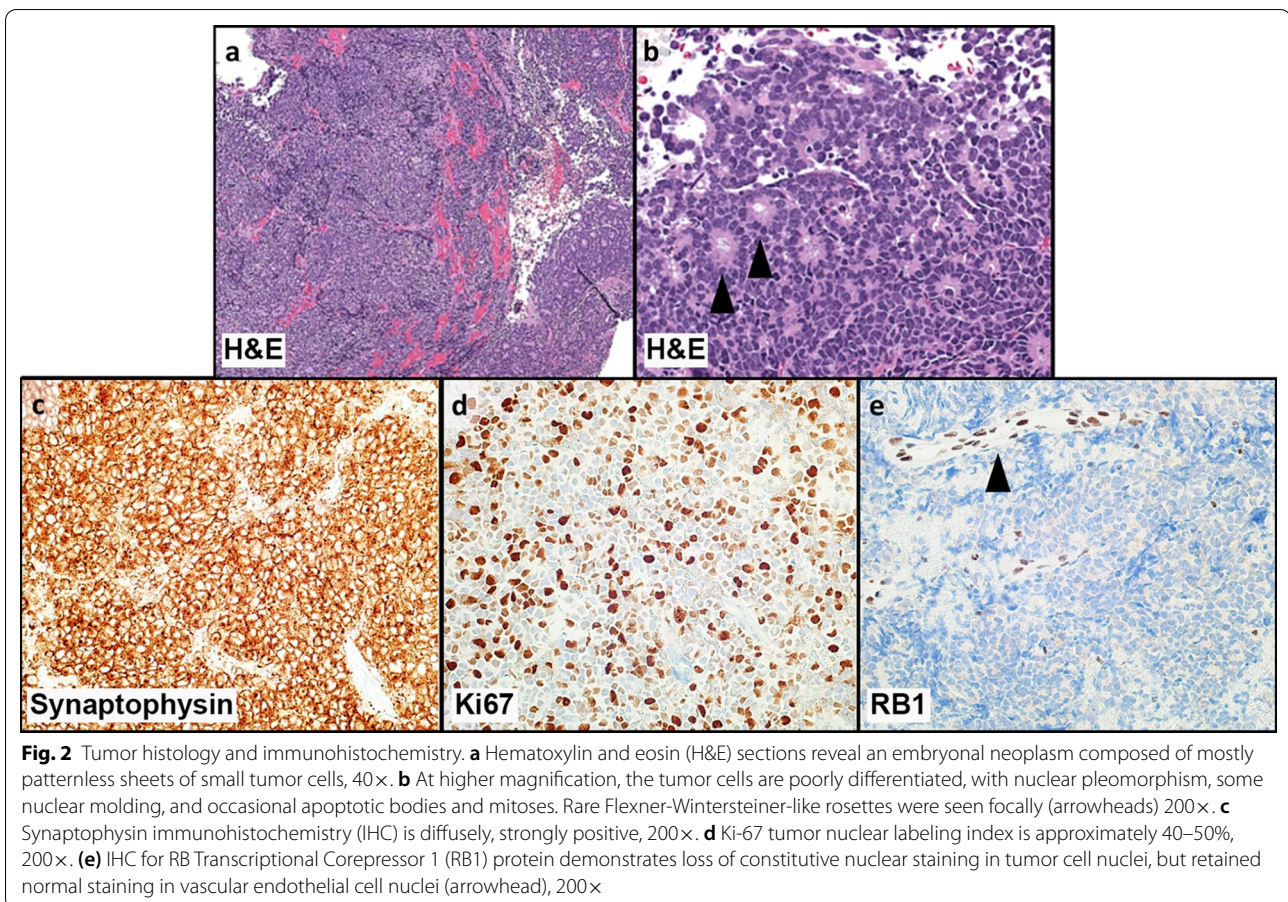 a
b
H&E
H&E
c
d
e
Synaptophysin
Ki67
RB1
Fig. 2 Tumor histology and immunohistochemistry. a Hematoxylin and eosin (H&E) sections reveal an embryonal neoplasm composed of mostly
patternless sheets of small tumor cells, 40×. b At higher magnification, the tumor cells are poorly differentiated, with nuclear pleomorphism, some
nuclear molding, and occasional apoptotic bodies and mitoses. Rare Flexner-Wintersteiner-like rosettes were seen focally (arrowheads) 200×. c
Synaptophysin immunohistochemistry (IHC) is diffusely, strongly positive, 200×. d Ki-67 tumor nuclear labeling index is approximately 40–50%,
200×. (e) IHC for RB Transcriptional Corepressor 1 (RB1) protein demonstrates loss of constitutive nuclear staining in tumor cell nuclei, but retained
normal staining in vascular endothelial cell nuclei (arrowhead), 200×